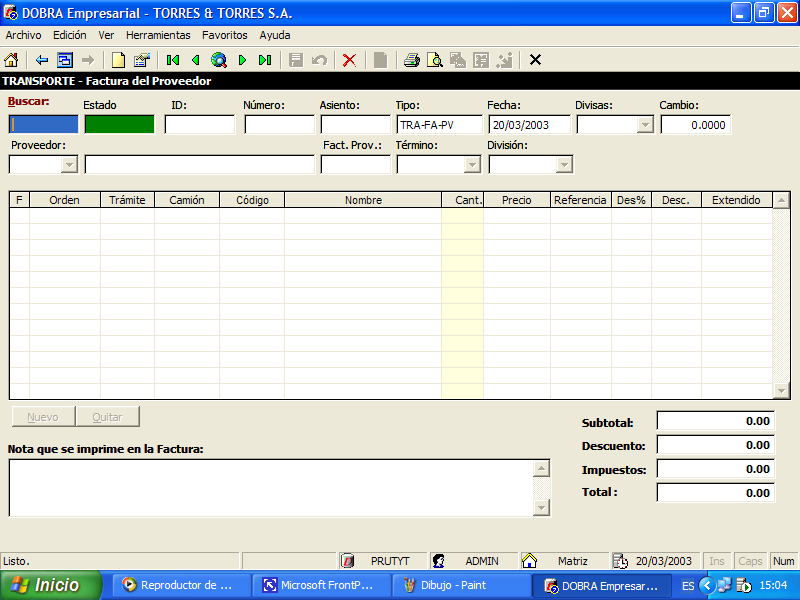 DOBRA Empresarial - TORRES & TORRES S.A.
Archivo Edición Ver Herramientas Favoritos Ayuda
TRANSPORTE - Factura del Proveedor
Buscar: Estado ID: Número: Asiento: Tipo: Fecha: Divisas: Cambio:
TRA-FA-PV 20/03/2003 0.0000
Proveedor: Fact. Prov.: Término: División:
F Orden Trámite Camión Código Nombre Cant. Precio Referencia Des% Desc. Extendido
Nuevo Quitar
Subtotal: 0.00
Descuento: 0.00
Nota que se imprime en la Factura:
Impuestos: 0.00
Total : 0.00
Listo. PRUTYT ADMIN Matriz 20/03/2003 Ins Caps Num
Inicio Reproductor de ... Microsoft FrontP... Dibujo - Paint DOBRA Empresar... ES 15:04